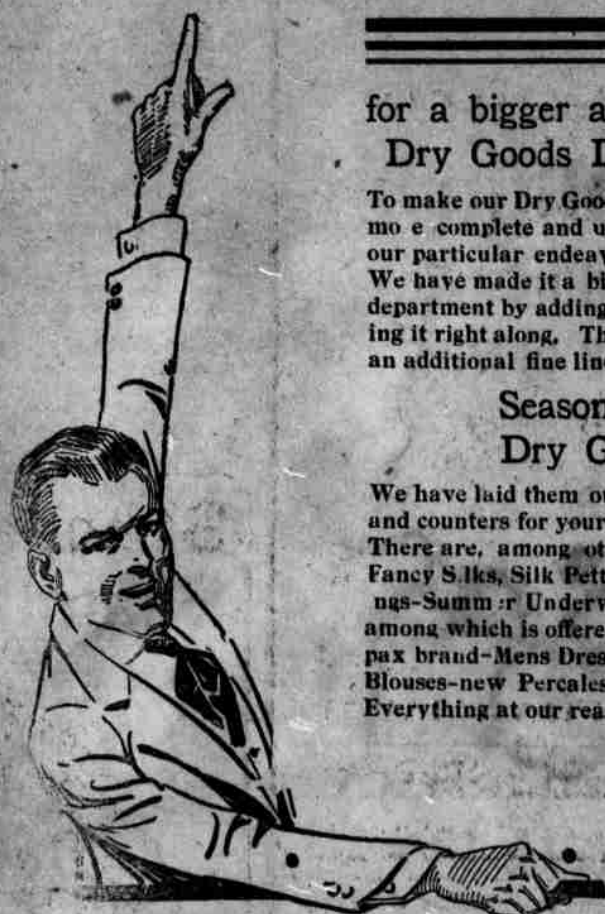 for a bigger a
Dry Goods D
To make our Dry Goo
mo e complete and u
our particular endeav
We have made it a bi
department by adding
ing it right along. Th
an additional fine lin
Season
Dry G
We have laid them o
and counters for your
There are, among ot
Fancy S.lks, Silk Pett
ngs-Summ:r Underw
among which is offere
pax brand-Mens Dres
Blouses-new Percales
Everything at our rea